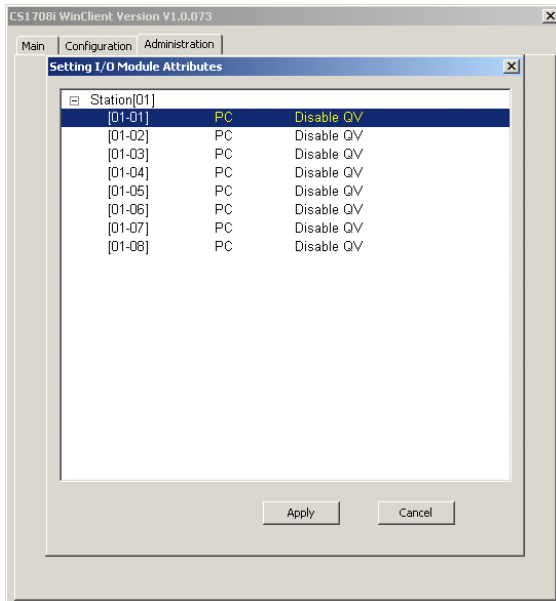 CS1708i WinClient Version V1.0.073
Main Configuration Administration
Setting I/O Module Attributes
Station[01]
[01-01] PC Disable QV
[01-02] PC Disable QV
[01-03] PC Disable QV
[01-04] PC Disable QV
[01-05] PC Disable QV
[01-06] PC Disable QV
[01-07] PC Disable QV
[01-08] PC Disable QV
Apply Cancel